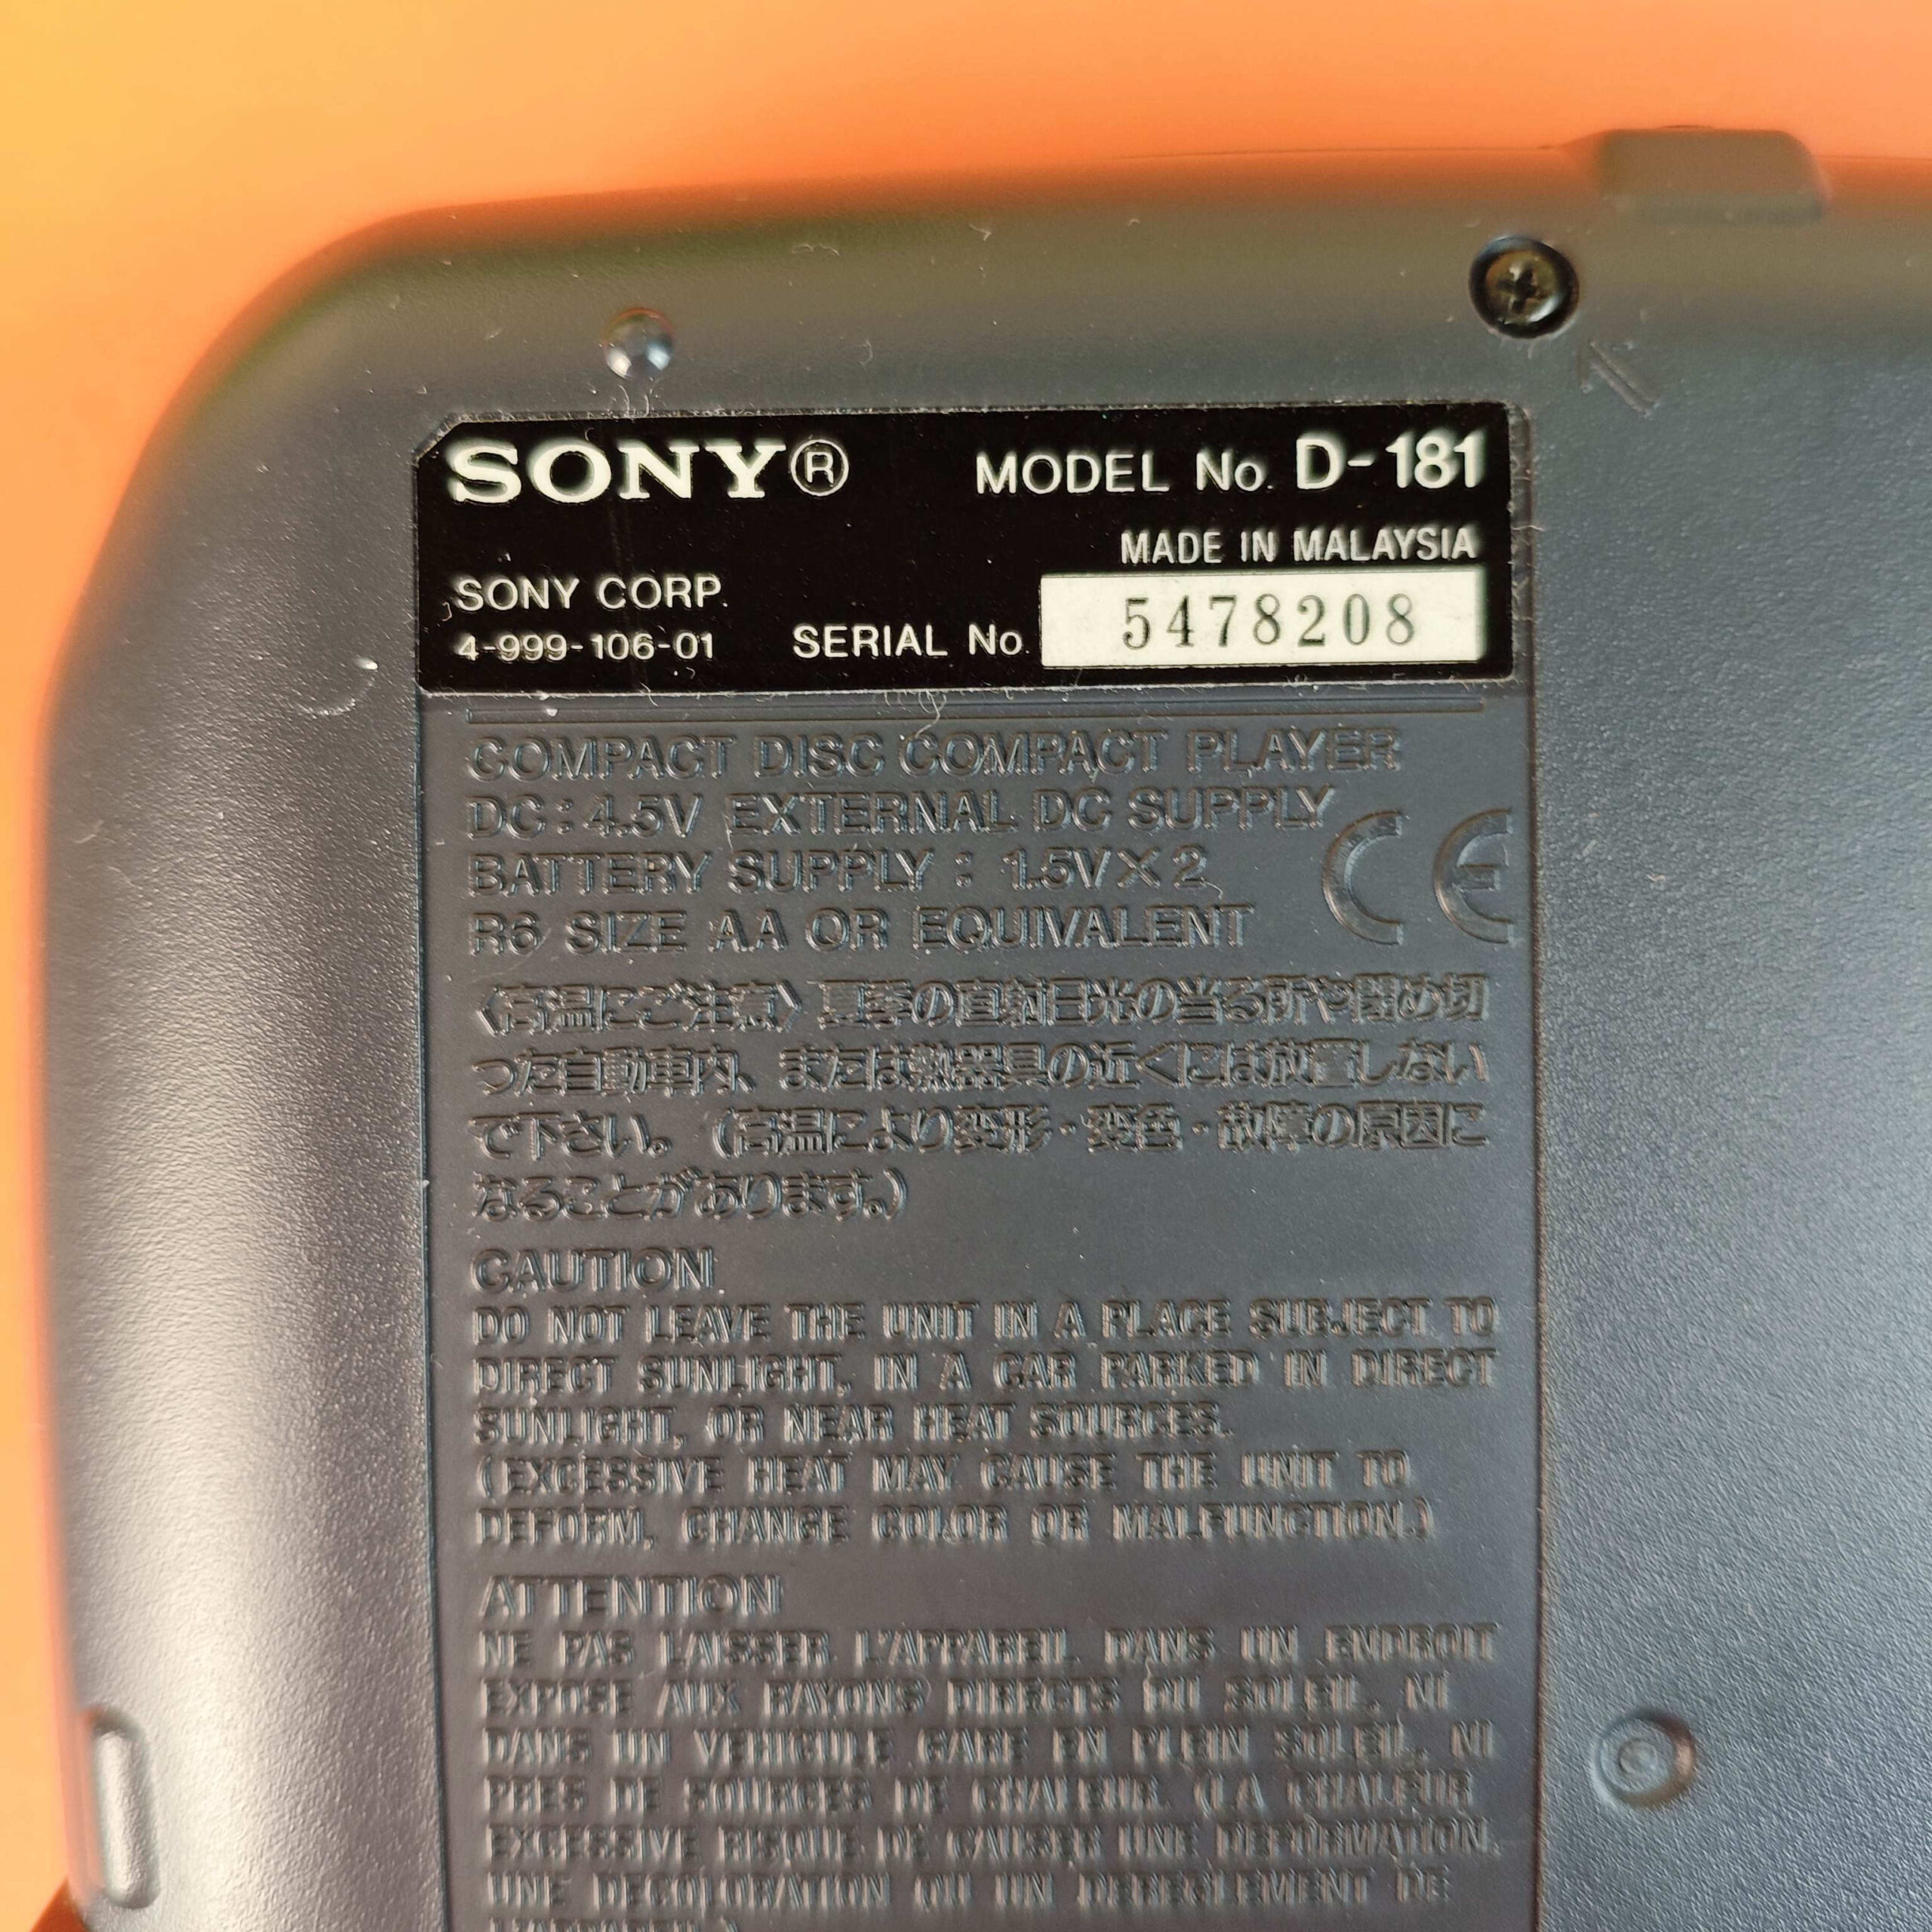 SONY® MODEL No. D-181
MADE IN MALAYSIA
SONY CORP.
4-999-106-01 SERIAL No. 5478208
COMPACT DISC COMPACT PLAYER
DC : 4.5V EXTERNAL DC SUPPLY
BATTERY SUPPLY : 1.5V×2
R6 SIZE AA OR EQUIVALENT
CE
〈高温にご注意〉夏季の直射日光の当る所や閉め切
った自動車内、または熱器具の近くには放置しない
で下さい。(高温により変形・変色・故障の原因に
なることがあります。)
CAUTION
DO NOT LEAVE THE UNIT IN A PLACE SUBJECT TO
DIRECT SUNLIGHT, IN A CAR PARKED IN DIRECT
SUNLIGHT, OR NEAR HEAT SOURCES.
(EXCESSIVE HEAT MAY CAUSE THE UNIT TO
DEFORM, CHANGE COLOR OR MALFUNCTION.)
ATTENTION
NE PAS LAISSER L'APPAREIL DANS UN ENDROIT
EXPOSE AUX RAYONS DIRECTS DU SOLEIL, NI
DANS UN VEHICULE GARE EN PLEIN SOLEIL, NI
PRES DE SOURCES DE CHALEUR. (LA CHALEUR
EXCESSIVE RISQUE DE CAUSER UNE DEFORMATION,
UNE DECOLORATION OU UN DEREGLEMENT DE